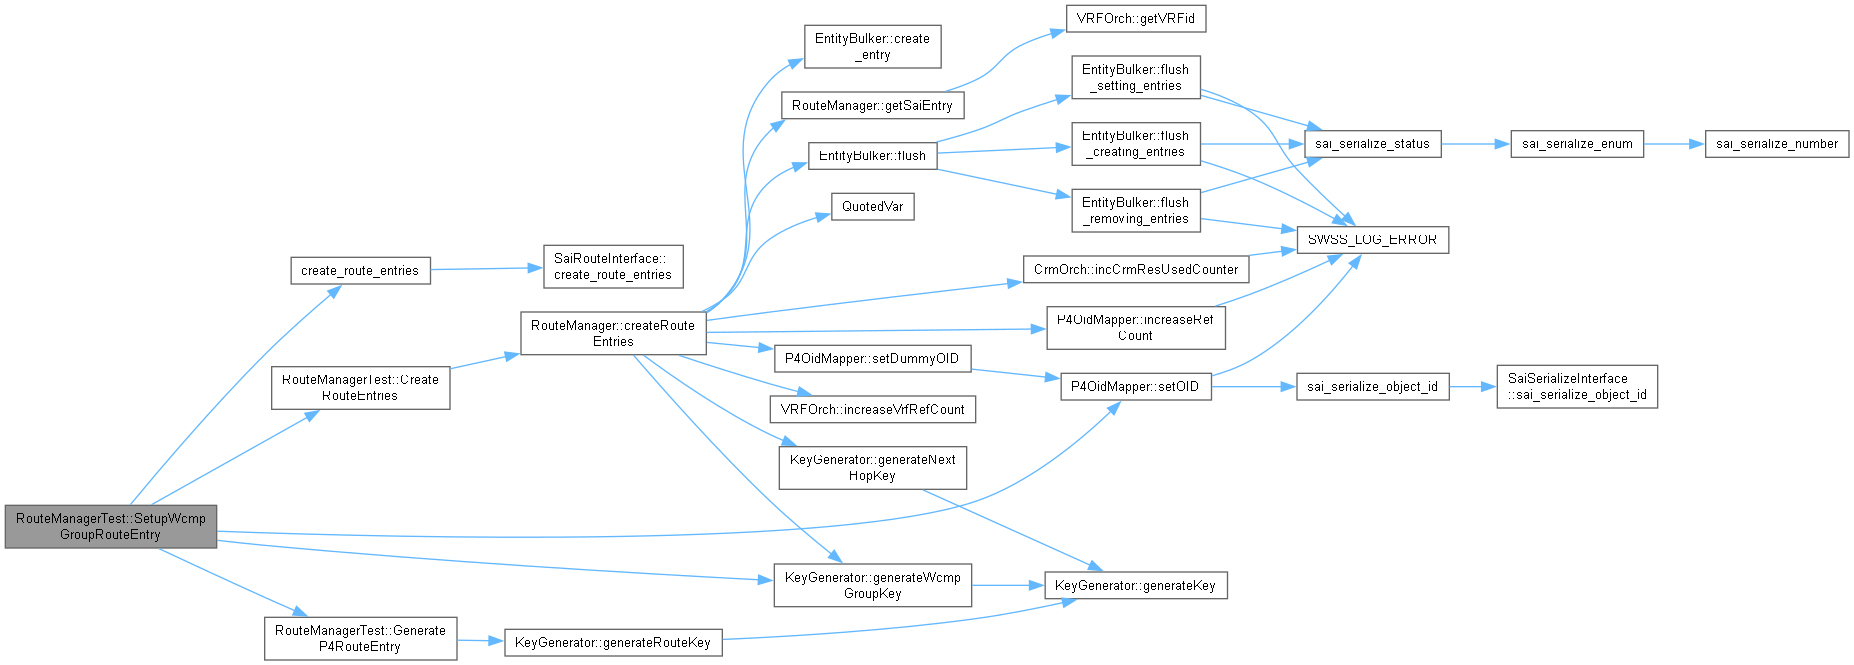 RouteManagerTest::SetupWcmp
GroupRouteEntry
create_route_entries
SaiRouteInterface::
create_route_entries
RouteManagerTest::Create
RouteEntries
RouteManager::createRoute
Entries
EntityBulker::create
_entry
RouteManager::getSaiEntry
VRFOrch::getVRFid
EntityBulker::flush
EntityBulker::flush
_setting_entries
EntityBulker::flush
_creating_entries
EntityBulker::flush
_removing_entries
sai_serialize_status
sai_serialize_enum
sai_serialize_number
SWSS_LOG_ERROR
QuotedVar
CrmOrch::incCrmResUsedCounter
P4OidMapper::increaseRef
Count
P4OidMapper::setDummyOID
P4OidMapper::setOID
sai_serialize_object_id
SaiSerializeInterface
::sai_serialize_object_id
VRFOrch::increaseVrfRefCount
KeyGenerator::generateNext
HopKey
KeyGenerator::generateWcmp
GroupKey
KeyGenerator::generateKey
RouteManagerTest::Generate
P4RouteEntry
KeyGenerator::generateRouteKey